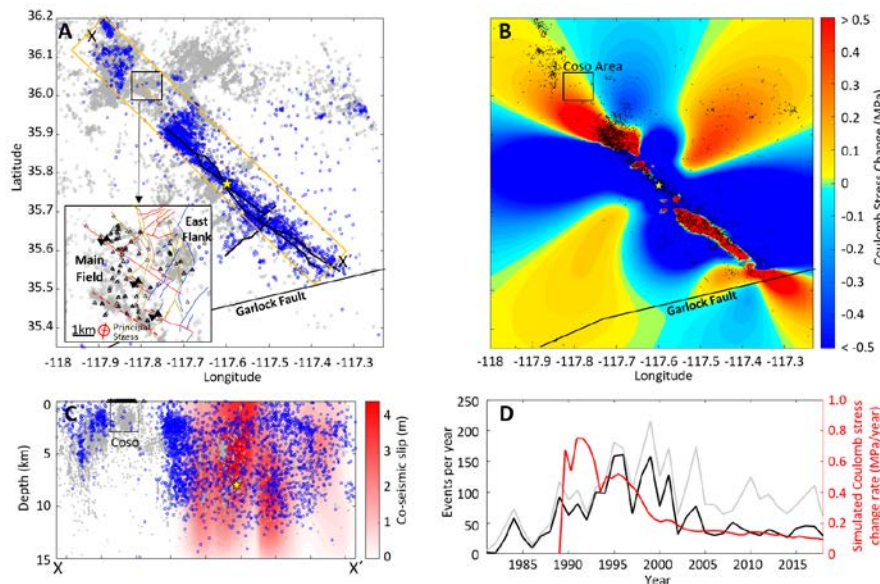 A
X
X'
36.2
36.1
36.0
35.9
35.8
35.7
35.6
35.5
35.4
Latitude
Main
Field
East
Flank
1km
Principal
Stress
Garlock Fault
-118 -117.9 -117.8 -117.7 -117.6 -117.5 -117.4 -117.3
Longitude
B
Coso Area
Garlock Fault
-118 -117.9 -117.8 -117.7 -117.6 -117.5 -117.4 -117.3
Longitude
> 0.5
0.4
0.3
0.2
0.1
0
-0.1
-0.2
-0.3
-0.4
< -0.5
Coulomb Stress Change (MPa)
C
Coso
0
5
10
15
Depth (km)
X X'
4
3
2
1
0
Co-seismic slip (m)
D
250
200
150
100
50
0
Events per year
1985 1990 1995 2000 2005 2010 2015
Year
1.0
0.8
0.6
0.4
0.2
0
Simulated Coulomb stress
change rate (MPa/year)